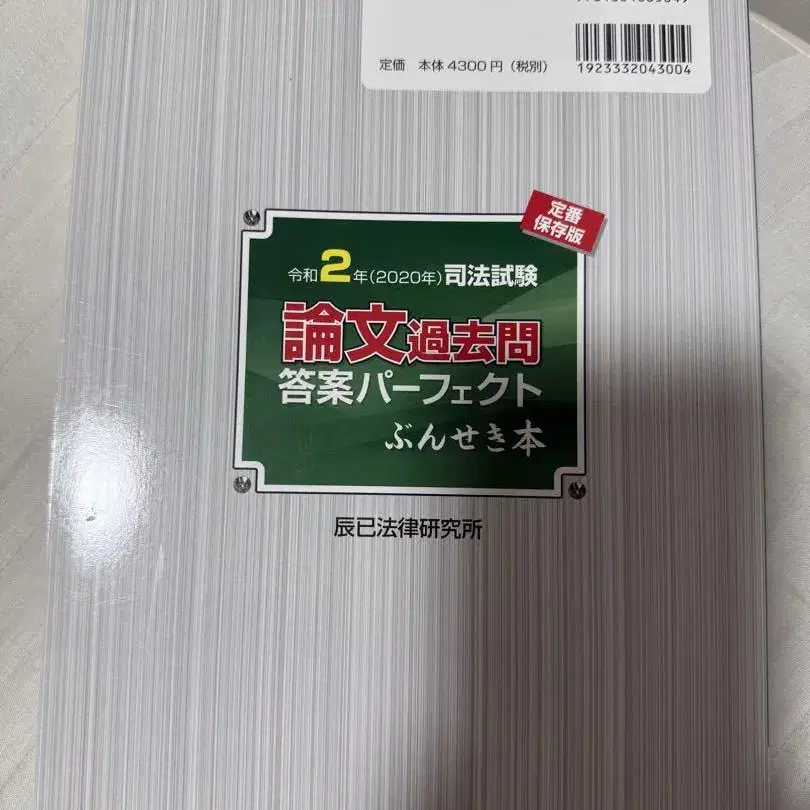 定価 本体4300円(税別)
1923332043004
定番
保存版
令和2年(2020年)司法試験
論文過去問
答案パーフェクト
ぶんせき本
辰已法律研究所